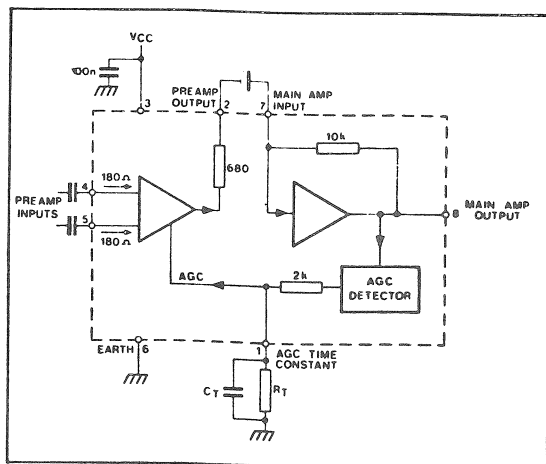 VCC
100n
3
PREAMP OUTPUT
2
7
MAIN AMP INPUT
10k
680
180Ω
4
PREAMP INPUTS
5
180Ω
8
MAIN AMP OUTPUT
AGC
2k
AGC DETECTOR
EARTH
6
1
AGC TIME CONSTANT
CT
RT